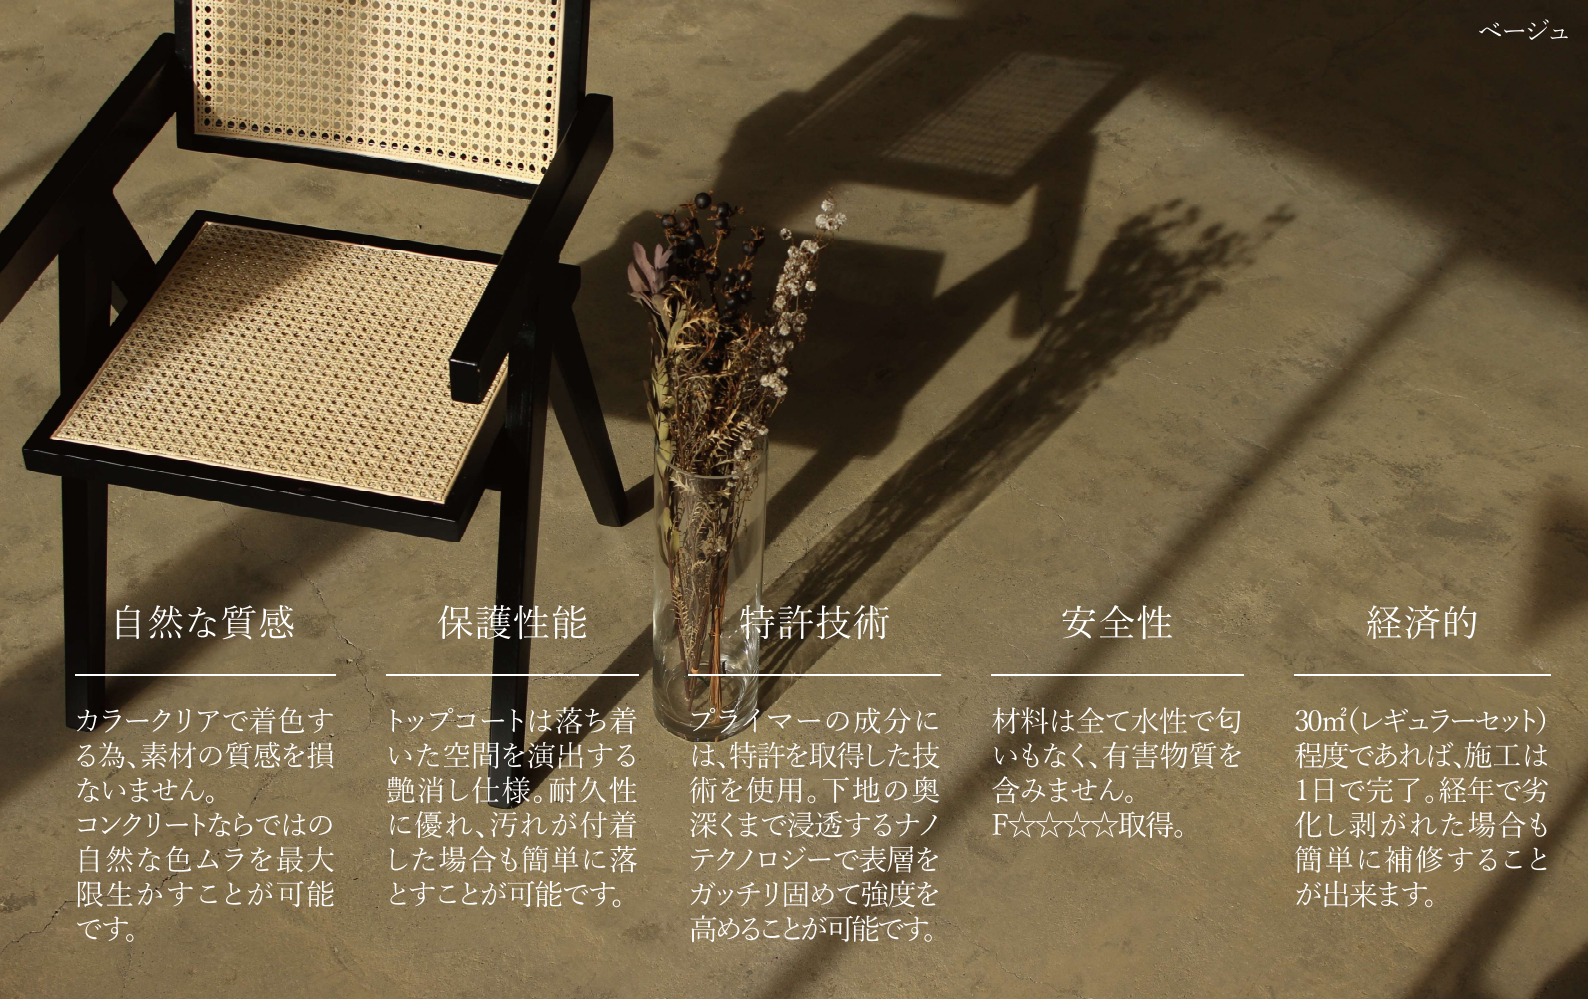 ベージュ
自然な質感
カラークリアで着色す
る為、素材の質感を損
ないません。
コンクリートならではの
自然な色ムラを最大
限生かすことが可能
です。
保護性能
トップコートは落ち着
いた空間を演出する
艶消し仕様。耐久性
に優れ、汚れが付着
した場合も簡単に落
とすことが可能です。
特許技術
プライマーの成分に
は、特許を取得した技
術を使用。下地の奥
深くまで浸透するナノ
テクノロジーで表層を
ガッチリ固めて強度を
高めることが可能です。
安全性
材料は全て水性で匂
いもなく、有害物質を
含みません。
F☆☆☆☆取得。
経済的
30㎡（レギュラーセット）
程度であれば、施工は
1日で完了。経年で劣
化し剥がれた場合も
簡単に補修すること
が出来ます。